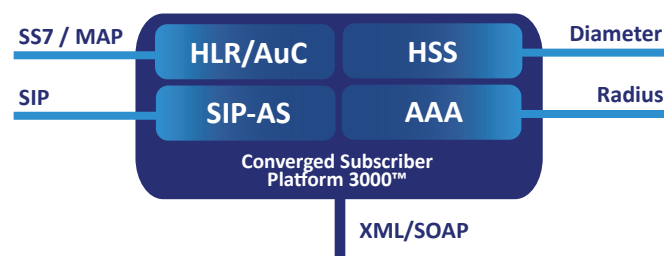 SS7 / MAP
HLR/AuC
HSS
Diameter
SIP
SIP-AS
AAA
Radius
Converged Subscriber
Platform 3000™
XML/SOAP